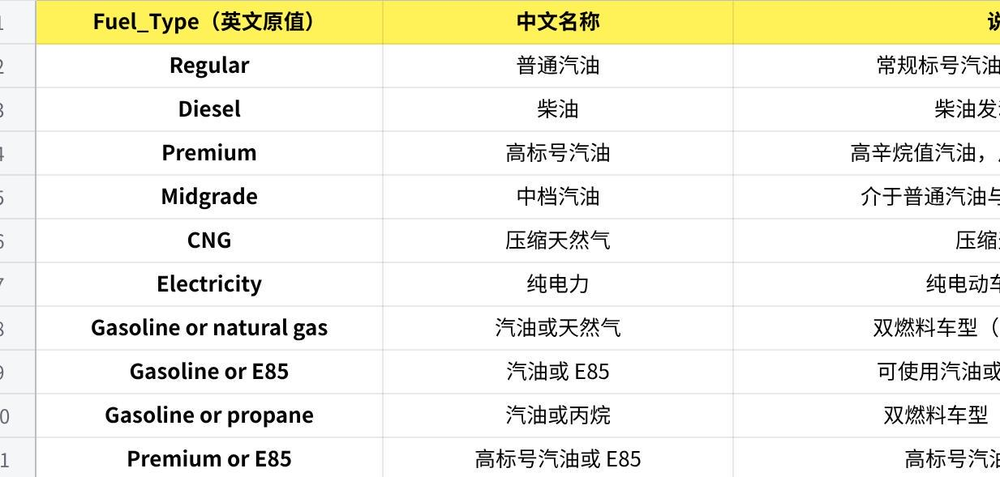 1 Fuel_Type（英文原值） 中文名称 说
2 Regular 普通汽油 常规标号汽油
3 Diesel 柴油 柴油发
4 Premium 高标号汽油 高辛烷值汽油，
5 Midgrade 中档汽油 介于普通汽油与
6 CNG 压缩天然气 压缩
7 Electricity 纯电力 纯电动车
8 Gasoline or natural gas 汽油或天然气 双燃料车型（
9 Gasoline or E85 汽油或 E85 可使用汽油或
0 Gasoline or propane 汽油或丙烷 双燃料车型
1 Premium or E85 高标号汽油或 E85 高标号汽油